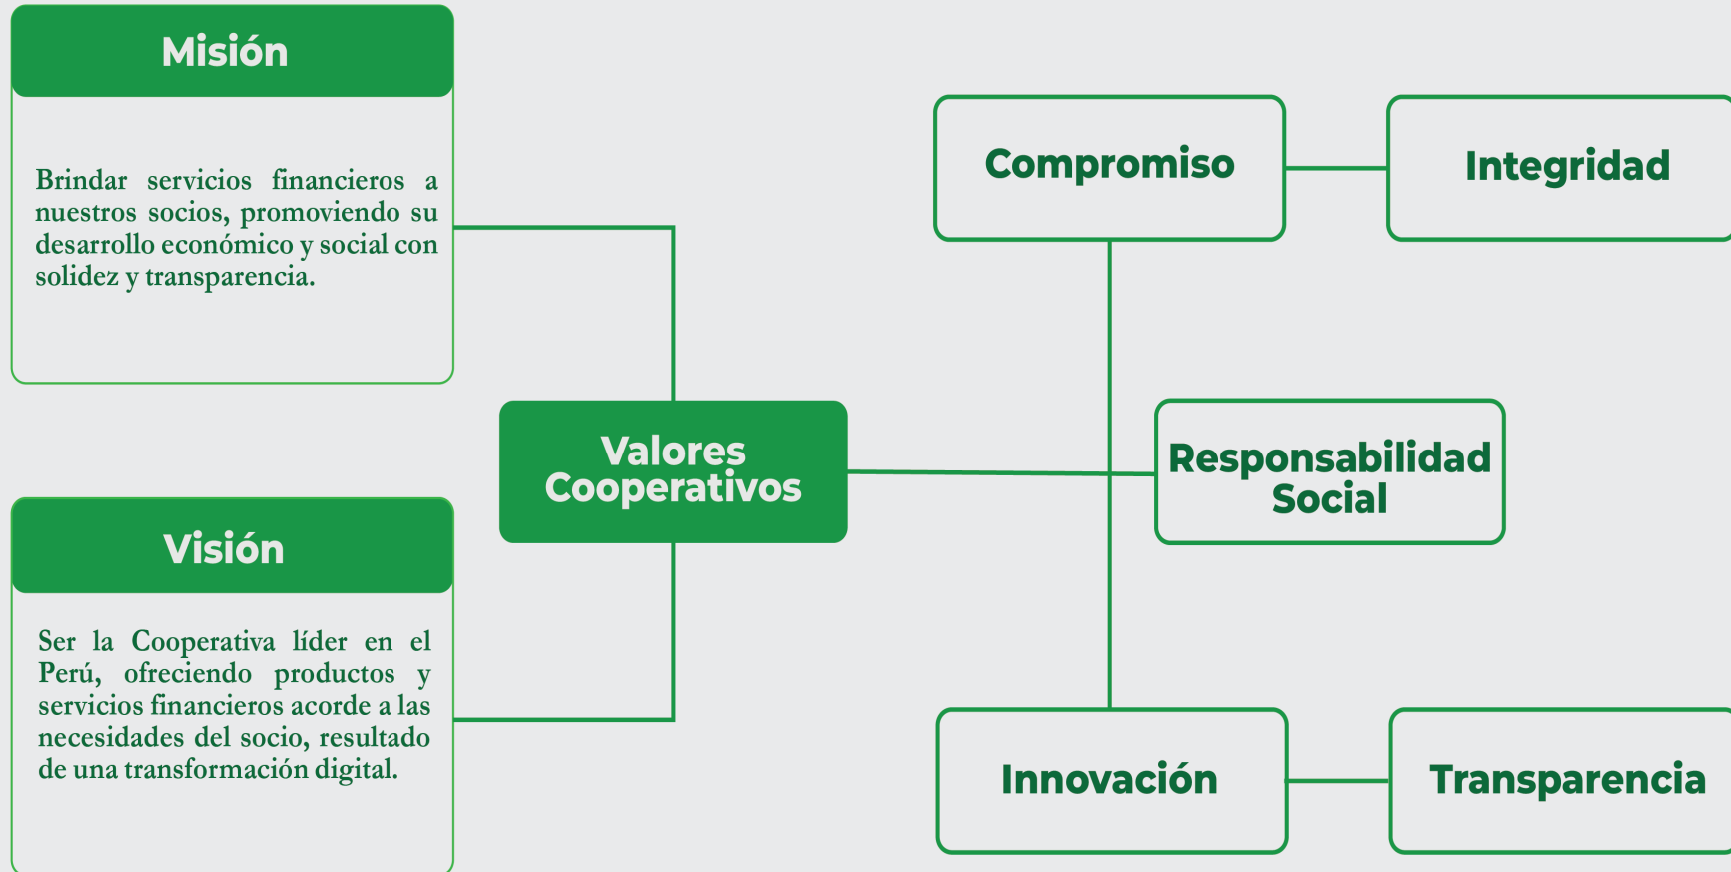 Misión
Brindar servicios financieros a
nuestros socios, promoviendo su
desarrollo económico y social con
solidez y transparencia.
Visión
Ser la Cooperativa líder en el
Perú, ofreciendo productos y
servicios financieros acorde a las
necesidades del socio, resultado
de una transformación digital.
Valores
Cooperativos
Compromiso
Integridad
Responsabilidad
Social
Innovación
Transparencia